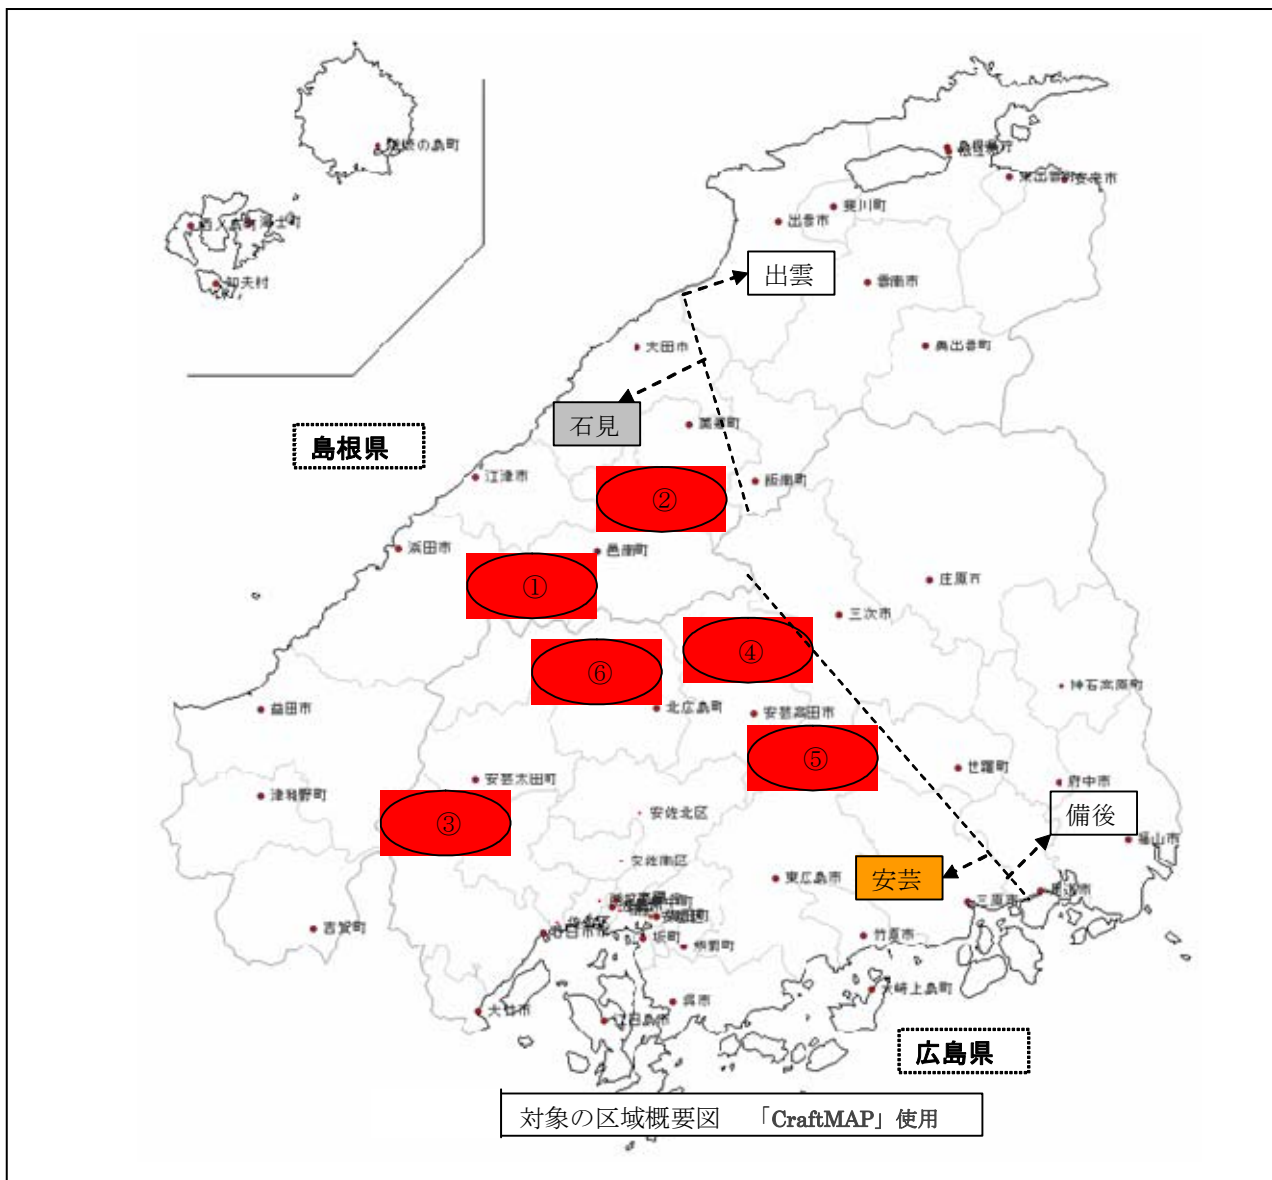 隠岐の島町
島根県庁
東出雲町
安来市
西ノ島町
海士町
斐川町
出雲市
知夫村
出雲
雲南市
大田市
奥出雲町
石見
美郷町
島根県
江津市
飯南町
②
浜田市
邑南町
①
庄原市
三次市
④
⑥
神石高原町
益田市
北広島町
安芸高田市
⑤
安芸太田町
世羅町
府中市
津和野町
③
安佐北区
備後
福山市
安佐南区
安芸
東広島市
三原市
尾道市
吉賀町
廿日市市
坂町
熊野町
竹原市
大崎上島町
呉市
大竹市
江田島市
広島県
対象の区域概要図 「CraftMAP」使用